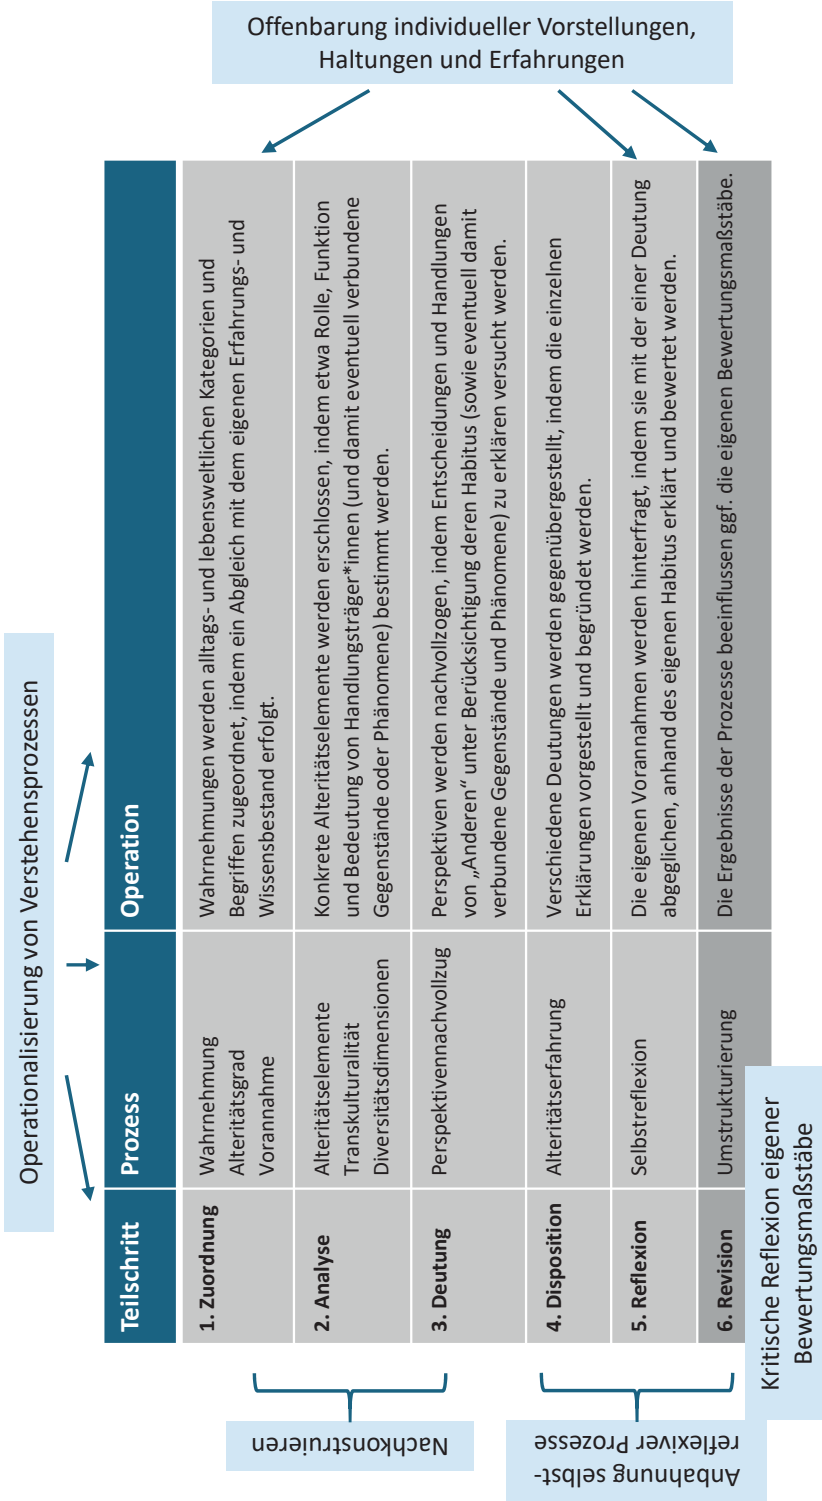 Operationalisierung von Verstehensprozessen
Offenbarung individueller Vorstellungen,
Haltungen und Erfahrungen
Teilschritt
Prozess
Operation
1. Zuordnung
Wahrnehmung
Alteritätsgrad
Vorannahme
Wahrnehmungen werden alltags- und lebensweltlichen Kategorien und
Begriffen zugeordnet, indem ein Abgleich mit dem eigenen Erfahrungs- und
Wissensbestand erfolgt.
2. Analyse
Alteritätselemente
Transkulturalität
Diversitätsdimensionen
Konkrete Alteritätselemente werden erschlossen, indem etwa Rolle, Funktion
und Bedeutung von Handlungsträger*innen (und damit eventuell verbundene
Gegenstände oder Phänomene) bestimmt werden.
3. Deutung
Perspektivennachvollzug
Perspektiven werden nachvollzogen, indem Entscheidungen und Handlungen
von „Anderen“ unter Berücksichtigung deren Habitus (sowie eventuell damit
verbundene Gegenstände und Phänomene) zu erklären versucht werden.
4. Disposition
Alteritätserfahrung
Verschiedene Deutungen werden gegenübergestellt, indem die einzelnen
Erklärungen vorgestellt und begründet werden.
5. Reflexion
Selbstreflexion
Die eigenen Vorannahmen werden hinterfragt, indem sie mit der einer Deutung
abgeglichen, anhand des eigenen Habitus erklärt und bewertet werden.
6. Revision
Umstrukturierung
Die Ergebnisse der Prozesse beeinflussen ggf. die eigenen Bewertungsmaßstäbe.
Nachkonstruieren
Anbahnung selbst-
reflexiver Prozesse
Kritische Reflexion eigener
Bewertungsmaßstäbe